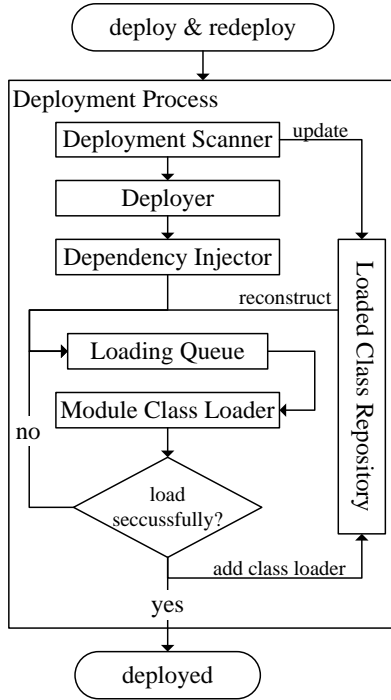 deploy & redeploy
Deployment Process
Deployment Scanner
update
Deployer
Dependency Injector
reconstruct
Loaded Class Repository
Loading Queue
Module Class Loader
no
load
seccussfully?
add class loader
yes
deployed